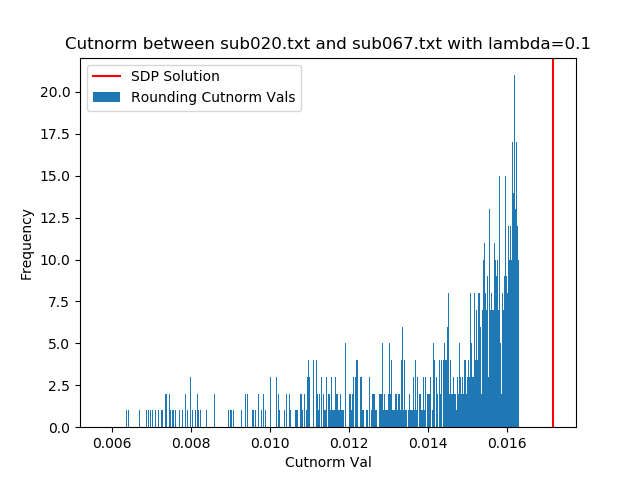 Cutnorm between sub020.txt and sub067.txt with lambda=0.1
SDP Solution
Rounding Cutnorm Vals
20.0
17.5
15.0
12.5
10.0
7.5
5.0
2.5
0.0
Frequency
0.006 0.008 0.010 0.012 0.014 0.016
Cutnorm Val